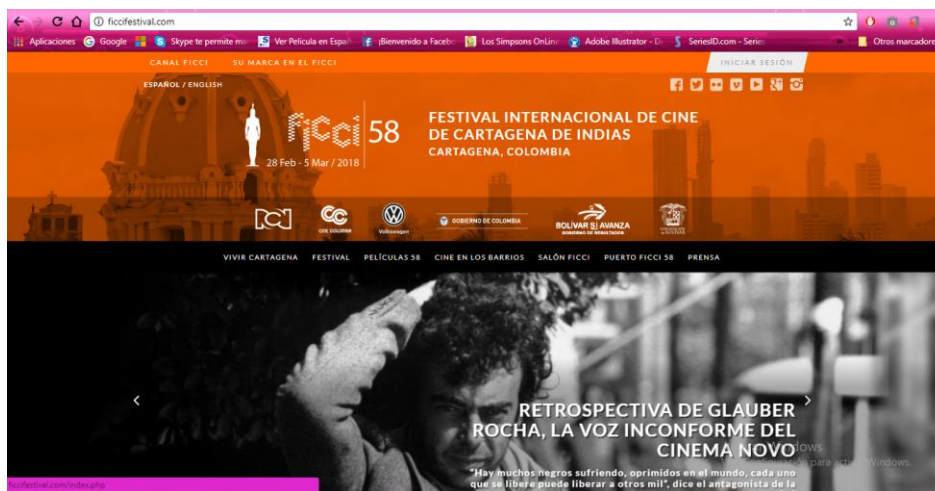 ficcifestival.com
Aplicaciones Google Skype te permite Ver Pelicula en Españ ¡Bienvenido a Facebo Los Simpsons OnLine Adobe Illustrator - D SeriesID.com - Series Otros marcadore
CANAL FICCI SU MARCA EN EL FICCI INICIAR SESIÓN
ESPAÑOL / ENGLISH
ficci 58
28 Feb - 5 Mar / 2018
FESTIVAL INTERNACIONAL DE CINE
DE CARTAGENA DE INDIAS
CARTAGENA, COLOMBIA
RCN CINE COLOMBIA Volkswagen GOBIERNO DE COLOMBIA BOLÍVAR SÍ AVANZA
GOBIERNO DE RESULTADOS
VIVIR CARTAGENA FESTIVAL PELÍCULAS 58 CINE EN LOS BARRIOS SALÓN FICCI PUERTO FICCI 58 PRENSA
RETROSPECTIVA DE GLAUBER
ROCHA, LA VOZ INCONFORME DEL
CINEMA NOVO
"Hay muchos negros sufriendo, oprimidos en el mundo, cada uno
que se libere puede liberar a otros mil", dice el antagonista de la
ficcifestival.com/index.php